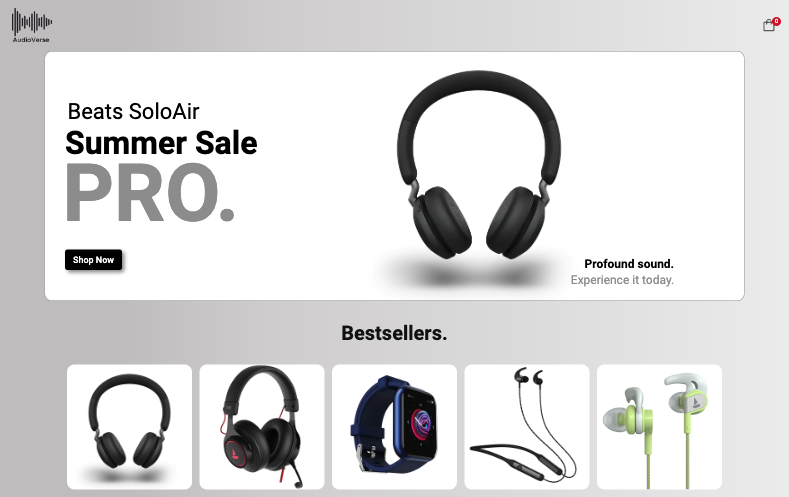 AudioVerse
0
Beats SoloAir
Summer Sale
PRO.
Shop Now
Profound sound.
Experience it today.
Bestsellers.